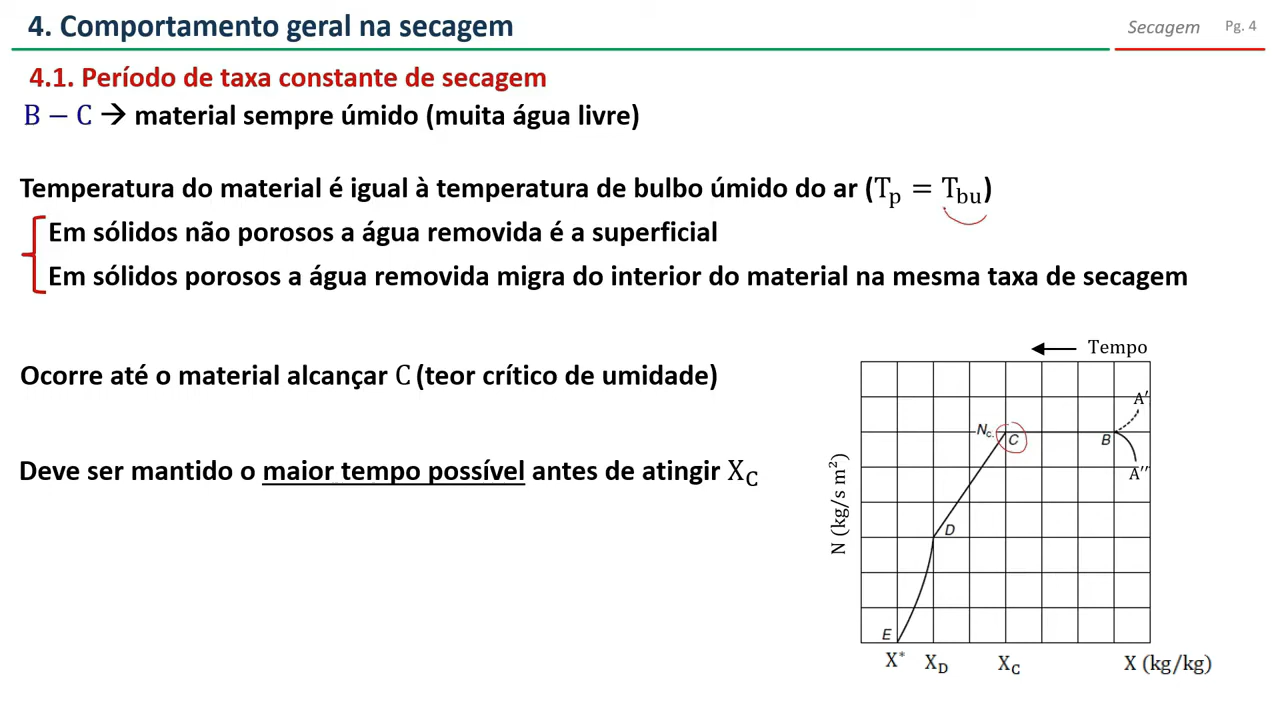 4. Comportamento geral na secagem
Secagem Pg. 4
4.1. Período de taxa constante de secagem
B − C → material sempre úmido (muita água livre)
Temperatura do material é igual à temperatura de bulbo úmido do ar (Tp = Tbu)
Em sólidos não porosos a água removida é a superficial
Em sólidos porosos a água removida migra do interior do material na mesma taxa de secagem
Ocorre até o material alcançar C (teor crítico de umidade)
Deve ser mantido o maior tempo possível antes de atingir XC
← Tempo
A′
Nc.
C
B
A′′
N (kg/s m²)
D
E
X* XD XC X (kg/kg)